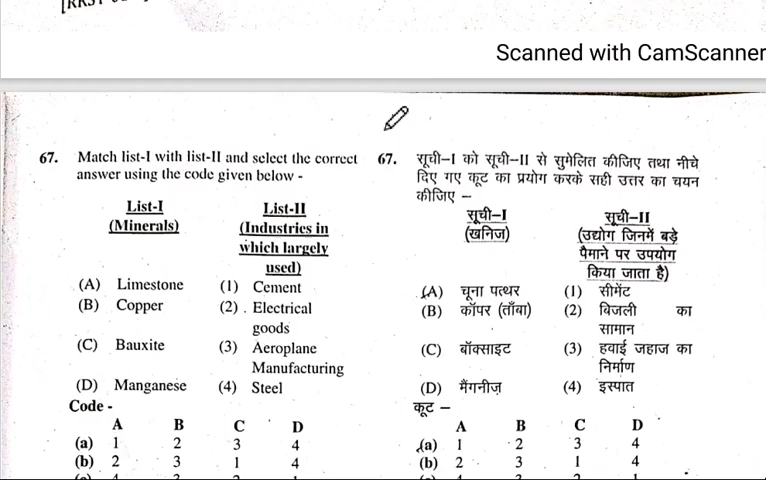 Scanned with CamScanner
67. Match list-I with list-II and select the correct
answer using the code given below -
List-I
(Minerals)
List-II
(Industries in
which largely
used)
(A) Limestone (1) Cement
(B) Copper (2) . Electrical
goods
(C) Bauxite (3) Aeroplane
Manufacturing
(D) Manganese (4) Steel
Code -
A B C D
(a) 1 2 3 4
(b) 2 3 1 4
67. सूची–I को सूची–II से सुमेलित कीजिए तथा नीचे
दिए गए कूट का प्रयोग करके सही उत्तर का चयन
कीजिए –
सूची–I
(खनिज)
सूची–II
(उद्योग जिनमें बड़े
पैमाने पर उपयोग
किया जाता है)
(A) चूना पत्थर (1) सीमेंट
(B) कॉपर (ताँबा) (2) बिजली का
सामान
(C) बॉक्साइट (3) हवाई जहाज का
निर्माण
(D) मैंगनीज़ (4) इस्पात
कूट –
A B C D
(a) 1 2 3 4
(b) 2 3 1 4